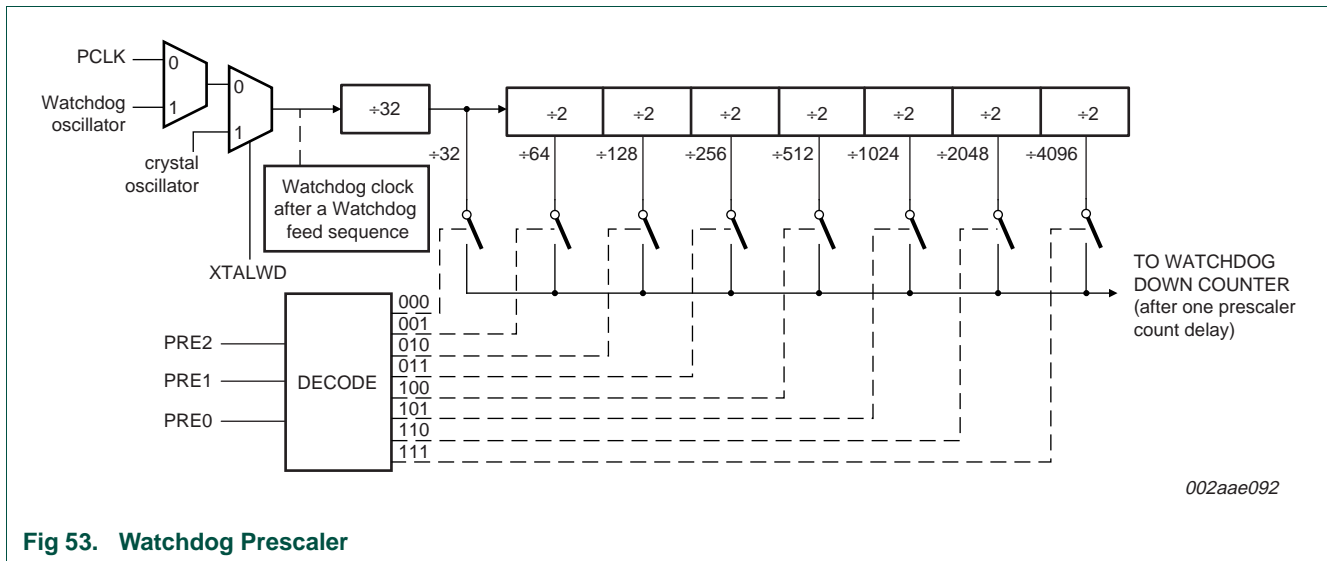 PCLK
0
1
Watchdog
oscillator
0
1
crystal
oscillator
XTALWD
÷32
÷2
÷2
÷2
÷2
÷2
÷2
÷2
÷32
÷64
÷128
÷256
÷512
÷1024
÷2048
÷4096
Watchdog clock
after a Watchdog
feed sequence
TO WATCHDOG
DOWN COUNTER
(after one prescaler
count delay)
PRE2
PRE1
PRE0
DECODE
000
001
010
011
100
101
110
111
002aae092
Fig 53. Watchdog Prescaler